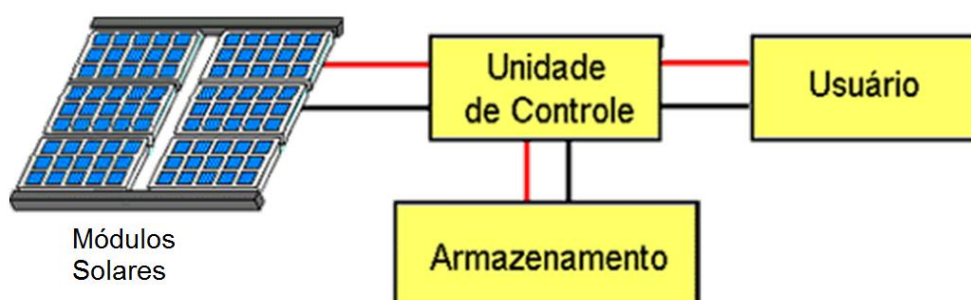 Unidade
de Controle
Usuário
Módulos
Solares
Armazenamento